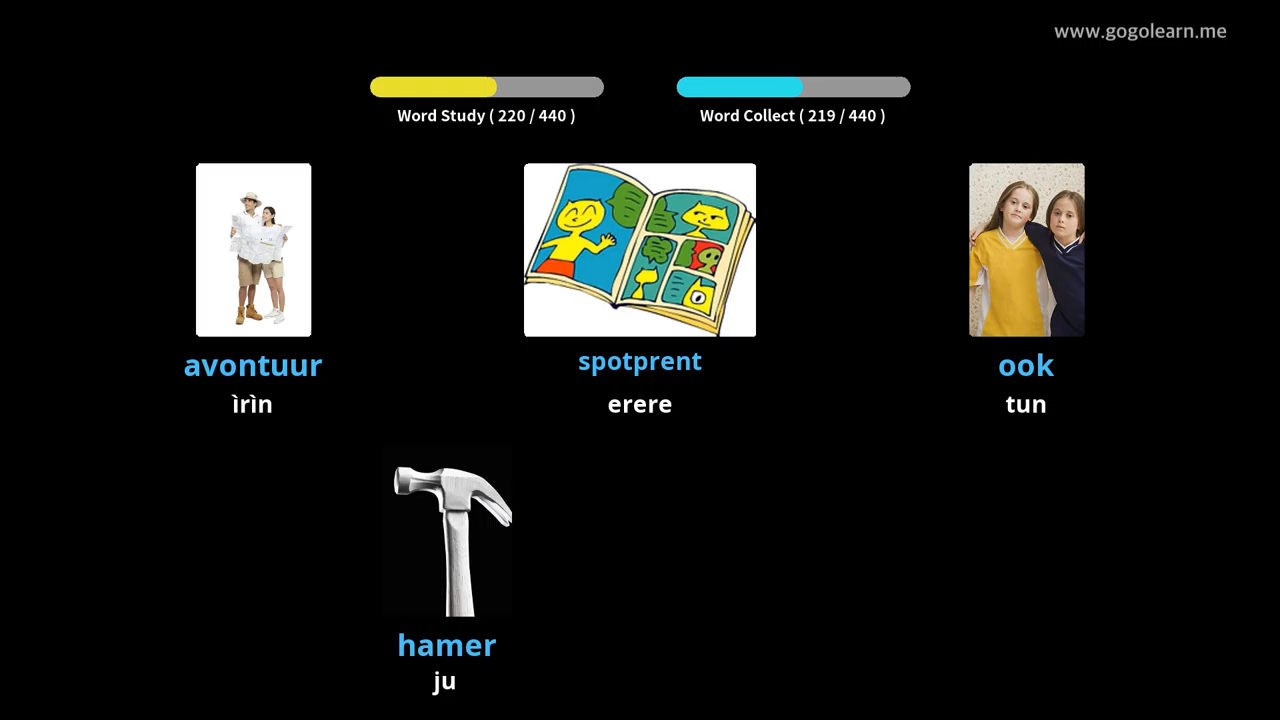 www.gogolearn.me
Word Study ( 220 / 440 )
Word Collect ( 219 / 440 )
avontuur
ìrìn
spotprent
erere
ook
tun
hamer
ju